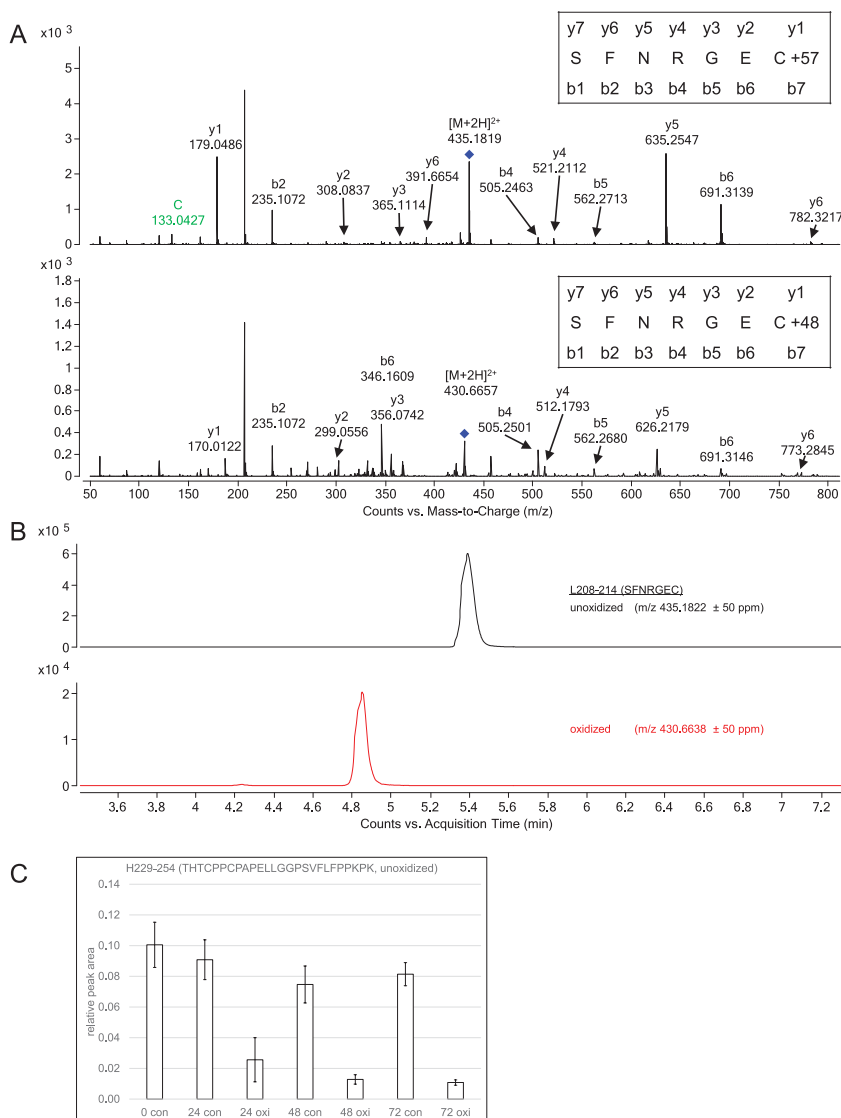 A
x10 3
y7 y6 y5 y4 y3 y2 y1
S F N R G E C +57
b1 b2 b3 b4 b5 b6 b7
5
4
3
2
1
0
C
133.0427
y1
179.0486
b2
235.1072
y2
308.0837
y3
365.1114
y6
391.6654
[M+2H]2+
435.1819
b4
505.2463
y4
521.2112
b5
562.2713
y5
635.2547
b6
691.3139
y6
782.3217
x10 3
y7 y6 y5 y4 y3 y2 y1
S F N R G E C +48
b1 b2 b3 b4 b5 b6 b7
1.8
1.6
1.4
1.2
1
0.8
0.6
0.4
0.2
0
y1
170.0122
b2
235.1072
y2
299.0556
b6
346.1609
y3
356.0742
[M+2H]2+
430.6657
b4
505.2501
y4
512.1793
b5
562.2680
y5
626.2179
b6
691.3146
y6
773.2845
50 100 150 200 250 300 350 400 450 500 550 600 650 700 750 800
Counts vs. Mass-to-Charge (m/z)
B
x10 5
6
4
2
0
L208-214 (SFNRGEC)
unoxidized (m/z 435.1822 ± 50 ppm)
x10 4
2
1
0
oxidized (m/z 430.6638 ± 50 ppm)
3.6 3.8 4 4.2 4.4 4.6 4.8 5 5.2 5.4 5.6 5.8 6 6.2 6.4 6.6 6.8 7 7.2
Counts vs. Acquisition Time (min)
C
H229-254 (THTCPPCPAPELLGGPSVFLFPPKPK, unoxidized)
relative peak area
0.14
0.12
0.10
0.08
0.06
0.04
0.02
0.00
0 con 24 con 24 oxi 48 con 48 oxi 72 con 72 oxi